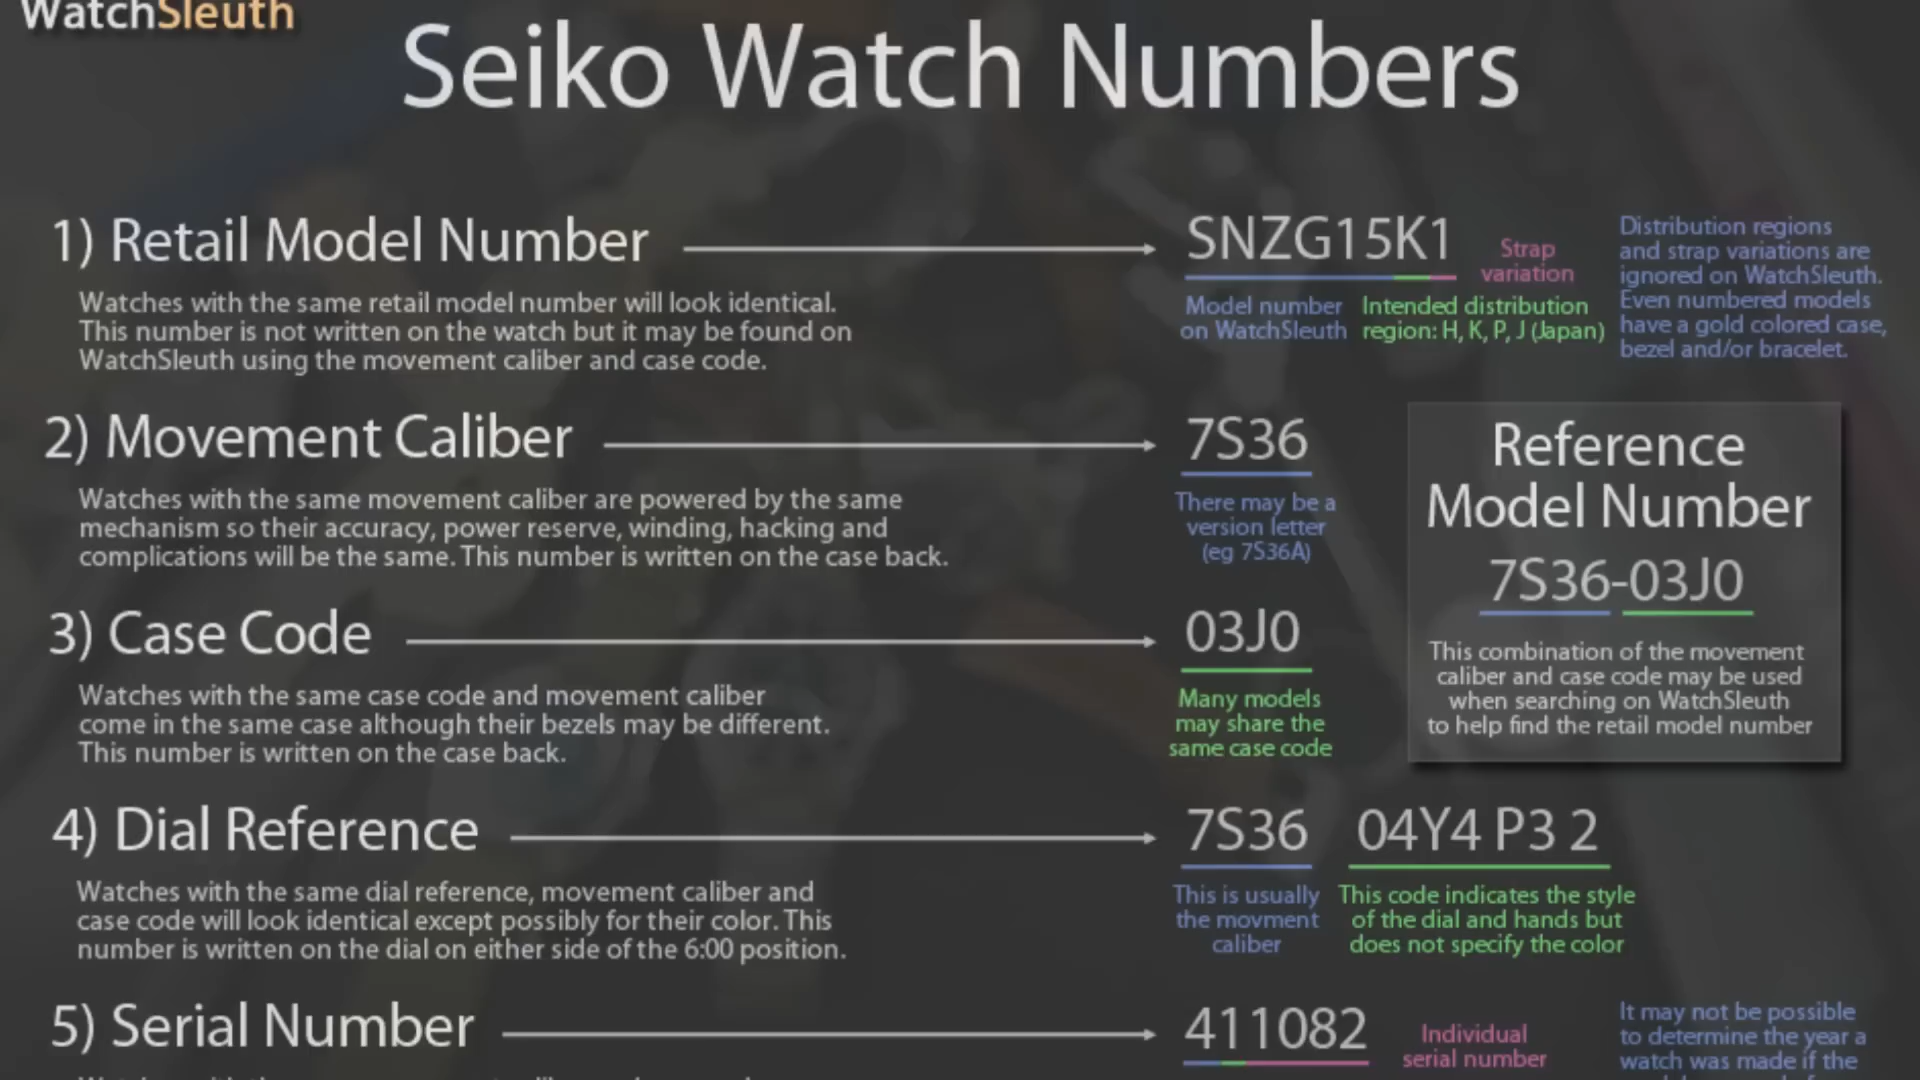 WatchSleuth
Seiko Watch Numbers
1) Retail Model Number
Watches with the same retail model number will look identical.
This number is not written on the watch but it may be found on
WatchSleuth using the movement caliber and case code.
SNZG15K1
Strap
variation
Model number
on WatchSleuth
Intended distribution
region: H, K, P, J (Japan)
Distribution regions
and strap variations are
ignored on WatchSleuth.
Even numbered models
have a gold colored case,
bezel and/or bracelet.
2) Movement Caliber
Watches with the same movement caliber are powered by the same
mechanism so their accuracy, power reserve, winding, hacking and
complications will be the same. This number is written on the case back.
7S36
There may be a
version letter
(eg 7S36A)
Reference
Model Number
7S36-03J0
This combination of the movement
caliber and case code may be used
when searching on WatchSleuth
to help find the retail model number
3) Case Code
Watches with the same case code and movement caliber
come in the same case although their bezels may be different.
This number is written on the case back.
03J0
Many models
may share the
same case code
4) Dial Reference
Watches with the same dial reference, movement caliber and
case code will look identical except possibly for their color. This
number is written on the dial on either side of the 6:00 position.
7S36 04Y4 P3 2
This is usually
the movment
caliber
This code indicates the style
of the dial and hands but
does not specify the color
5) Serial Number
411082
Individual
serial number
It may not be possible
to determine the year a
watch was made if the